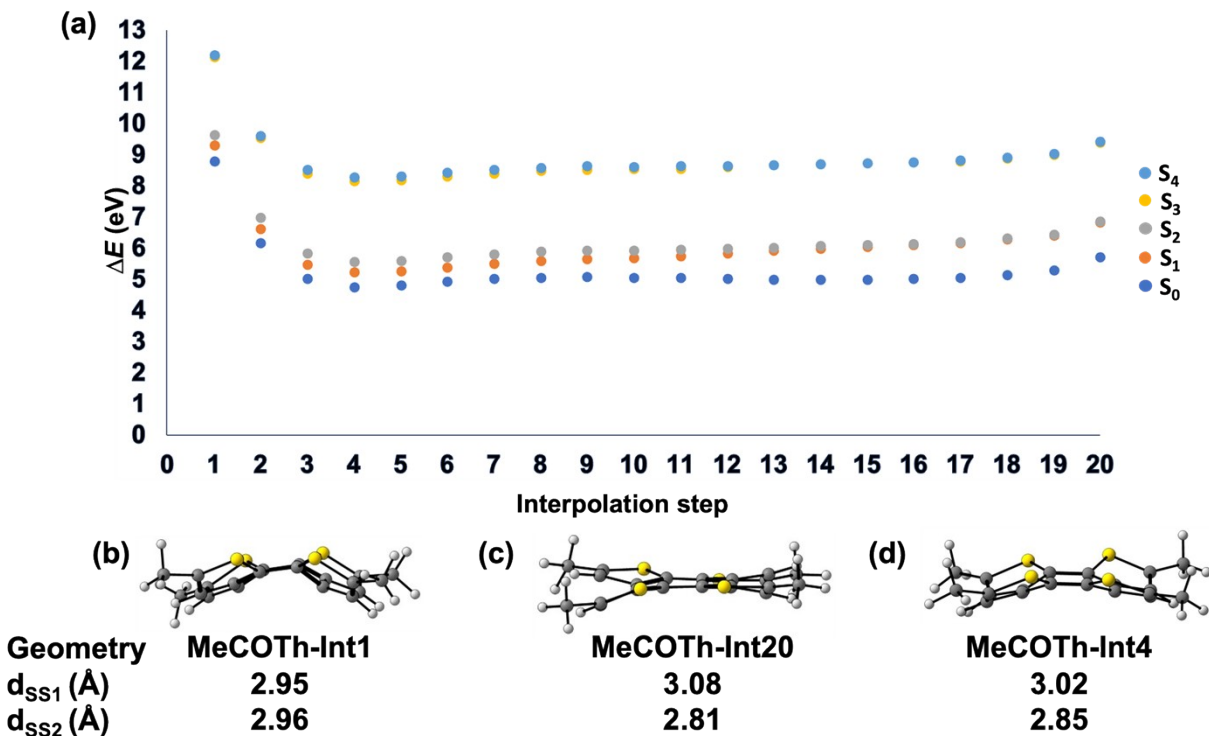 (a)
13
12
11
10
9
8
7
6
5
4
3
2
1
0
ΔE (eV)
0 1 2 3 4 5 6 7 8 9 10 11 12 13 14 15 16 17 18 19 20
Interpolation step
S₄
S₃
S₂
S₁
S₀
(b) (c) (d)
Geometry MeCOTh-Int1 MeCOTh-Int20 MeCOTh-Int4
dSS1 (Å) 2.95 3.08 3.02
dSS2 (Å) 2.96 2.81 2.85